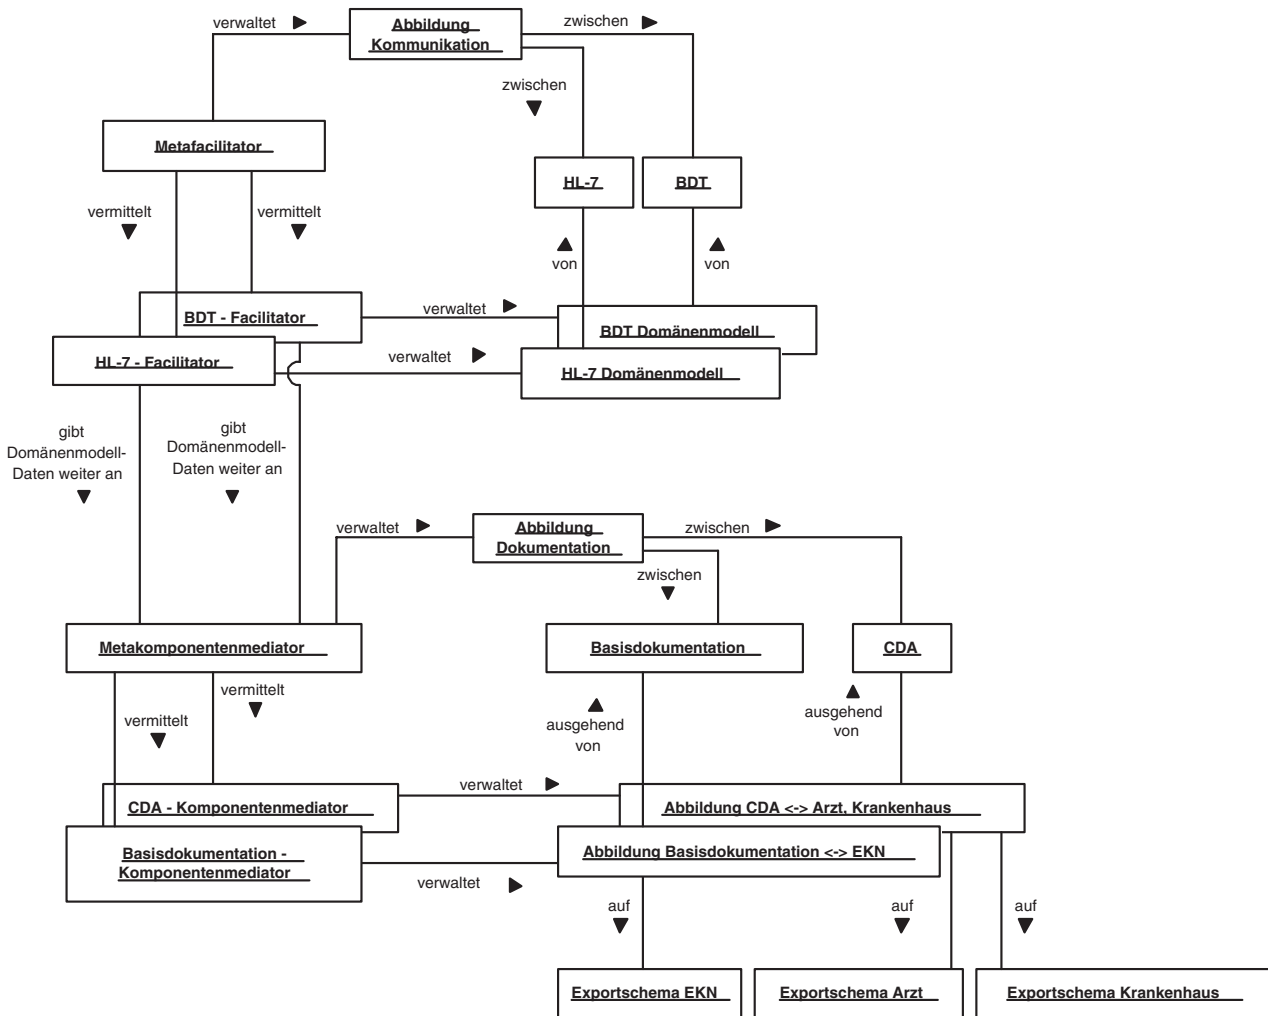 verwaltet
Abbildung
Kommunikation
zwischen
zwischen
Metafacilitator
HL-7
BDT
vermittelt
vermittelt
von
von
BDT - Facilitator
verwaltet
BDT Domänenmodell
HL-7 - Facilitator
verwaltet
HL-7 Domänenmodell
gibt
Domänenmodell-
Daten weiter an
gibt
Domänenmodell-
Daten weiter an
verwaltet
Abbildung
Dokumentation
zwischen
zwischen
Metakomponentenmediator
Basisdokumentation
CDA
vermittelt
vermittelt
ausgehend
von
ausgehend
von
verwaltet
CDA - Komponentenmediator
Abbildung CDA <-> Arzt, Krankenhaus
Basisdokumentation -
Komponentenmediator
Abbildung Basisdokumentation <-> EKN
verwaltet
auf
auf
auf
Exportschema EKN
Exportschema Arzt
Exportschema Krankenhaus